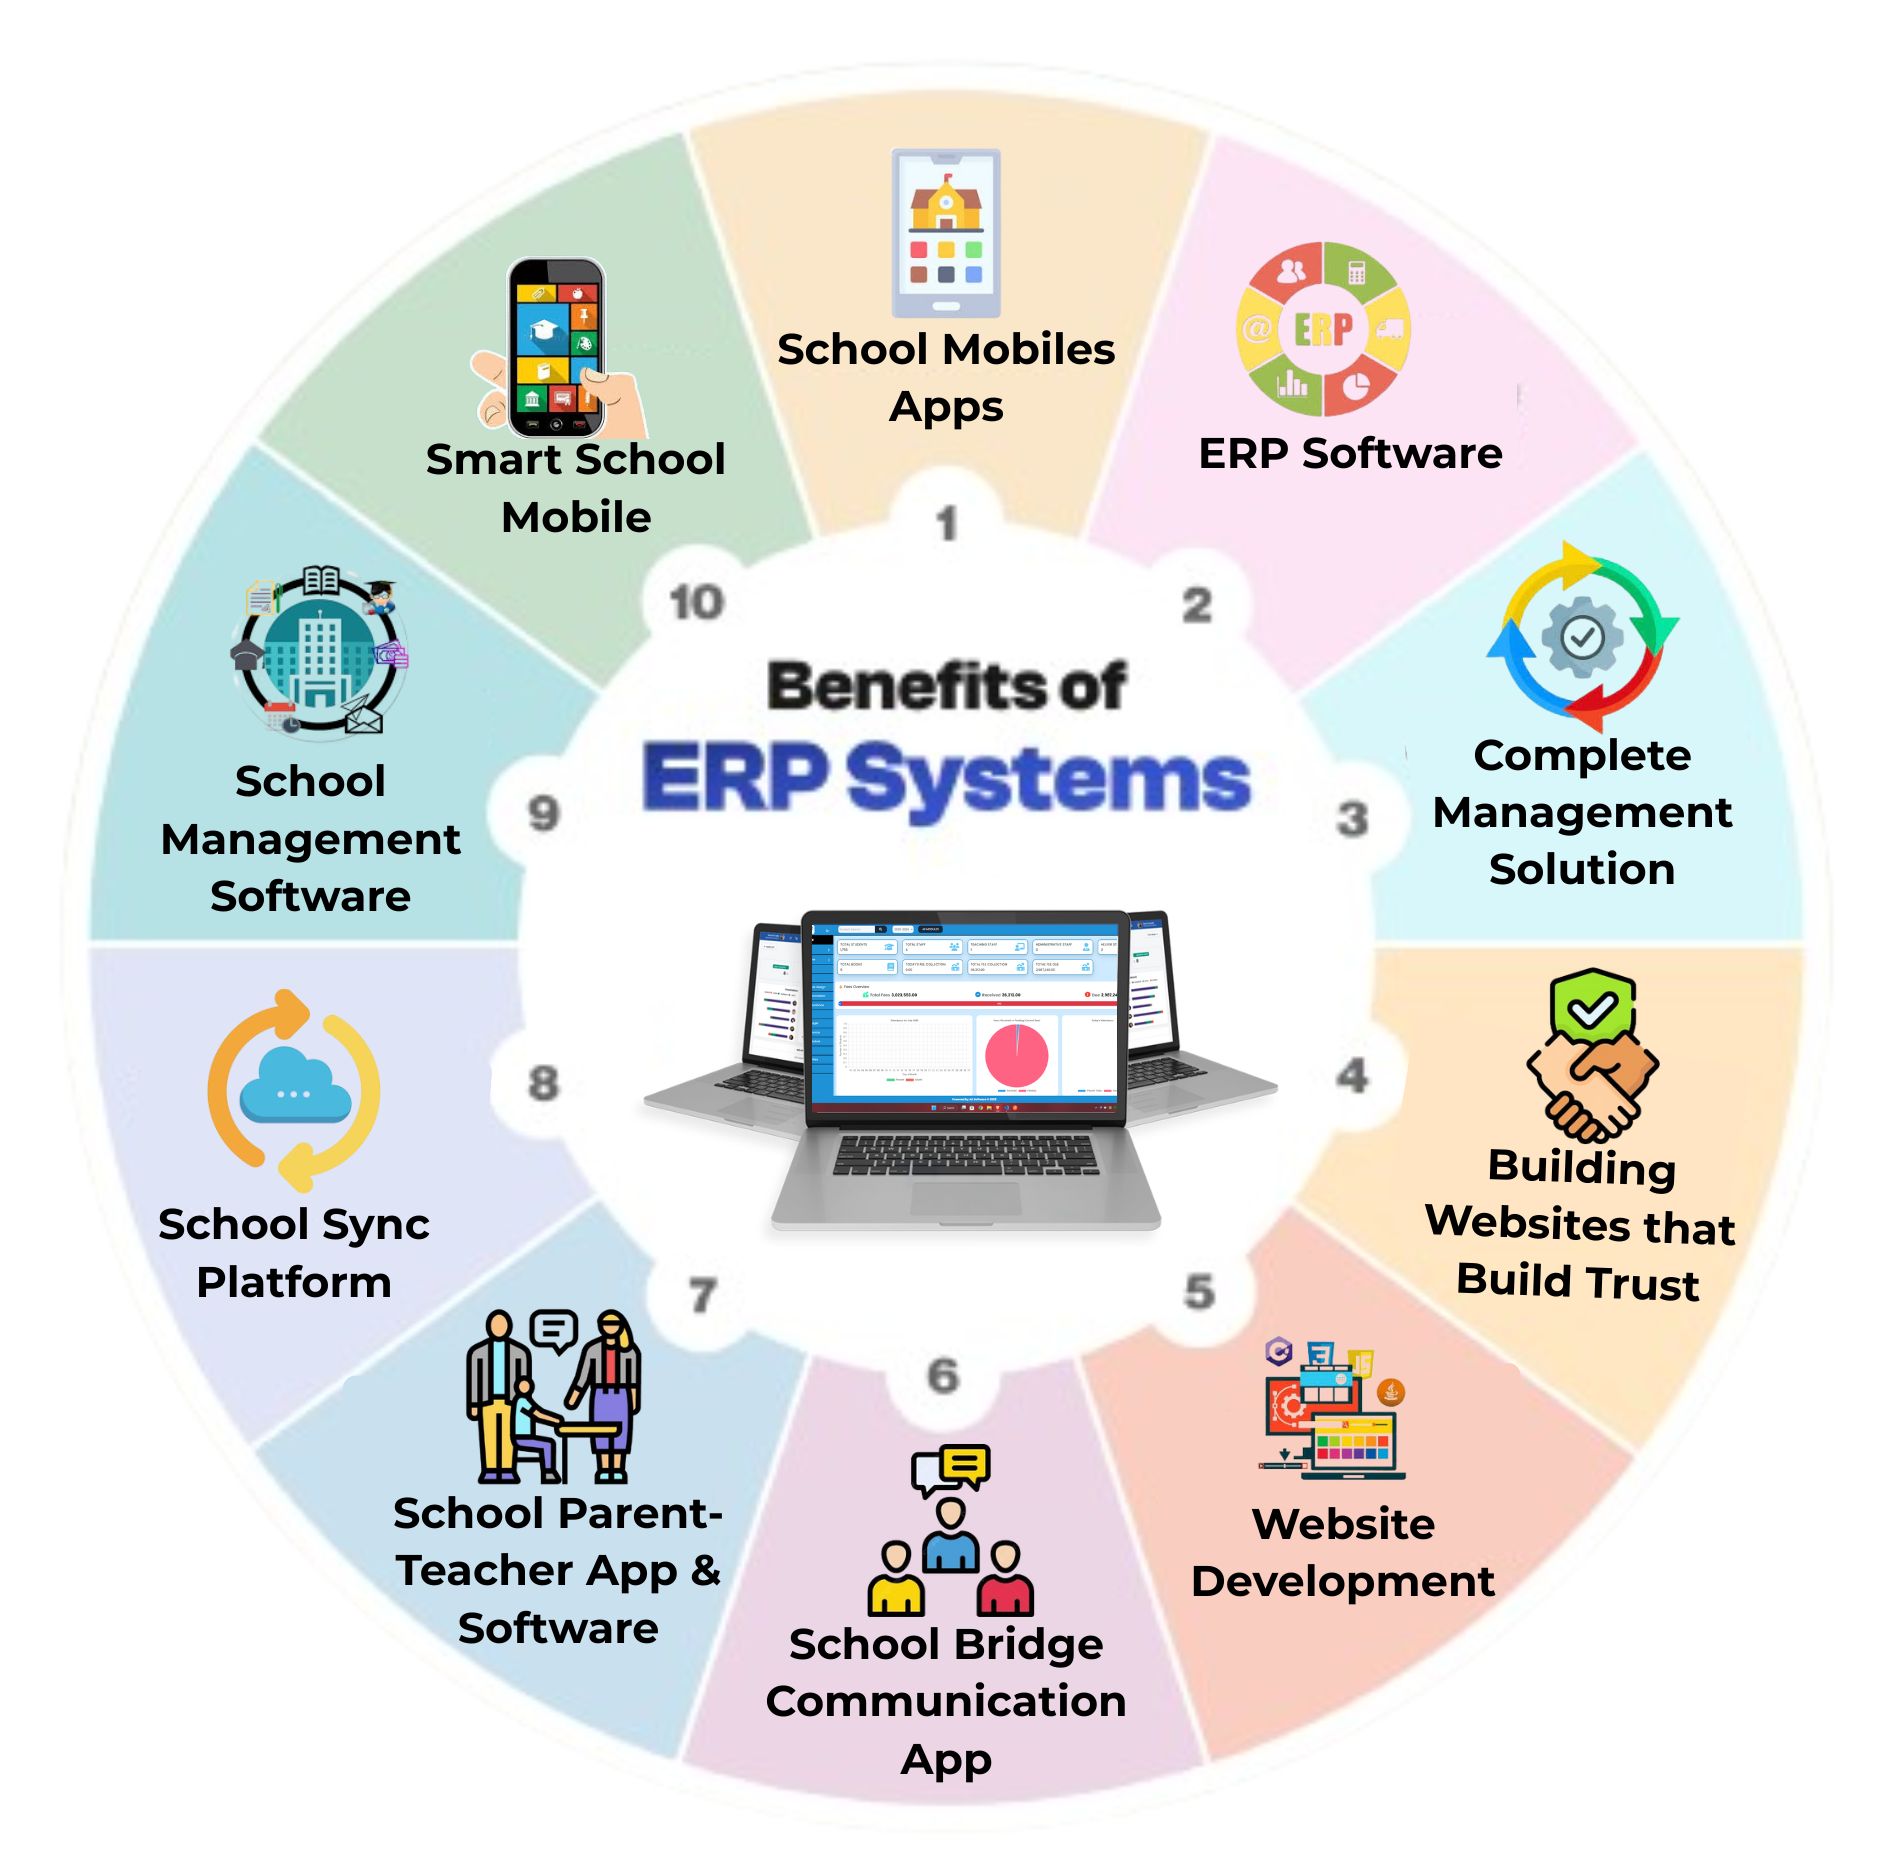 Benefits of
ERP Systems
1
School Mobiles
Apps
2
ERP
ERP Software
3
Complete
Management
Solution
4
Building
Websites that
Build Trust
5
Website
Development
6
School Bridge
Communication
App
7
School Parent-
Teacher App &
Software
8
School Sync
Platform
9
School
Management
Software
10
Smart School
Mobile